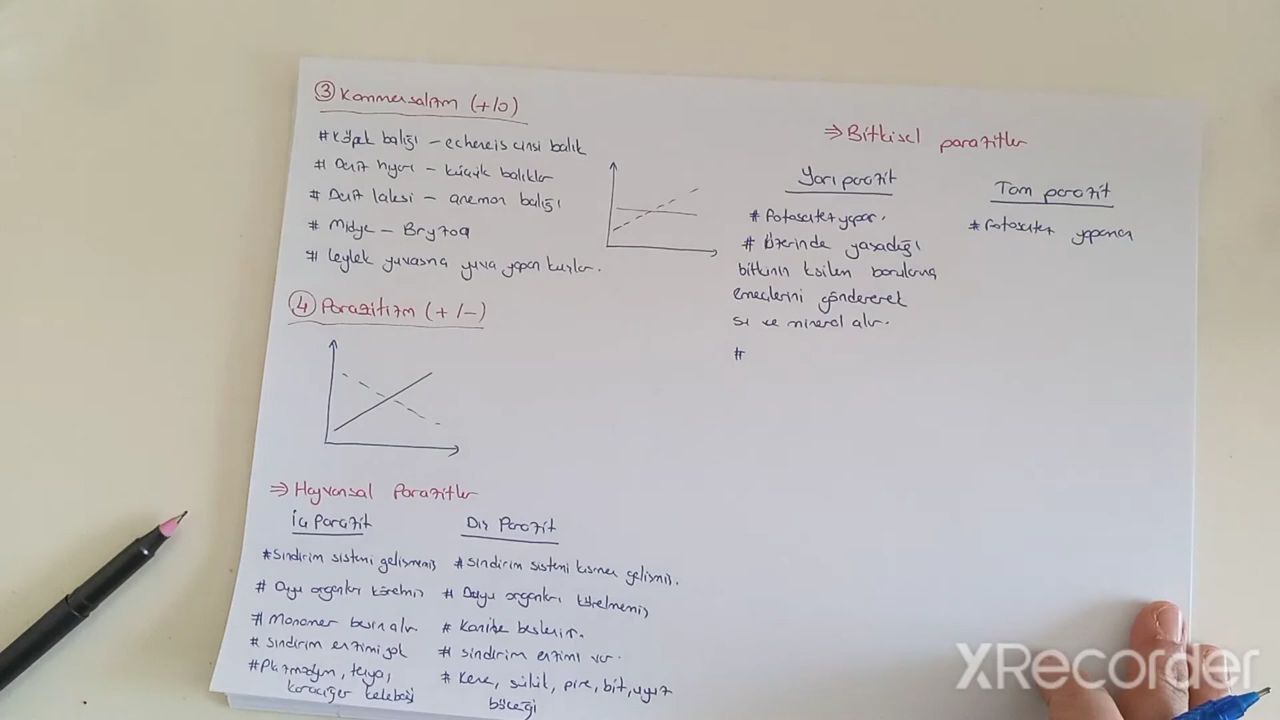 3 Kommensalizm (+/0)
# Köpek balığı – echeneis cinsi balık
# Deniz hıyarı – küçük balıklar
# Deniz lalesi – anemon balığı
# Midye – Bryzoa
# Leylek yuvasına yuva yapan kuşlar.
4 Parazitizm (+/-)
⇒ Hayvansal Parazitler
İç Parazit
# Sindirim sistemi gelişmemiş
# Duyu organları körelmiş
# Monomer besin alır
# Sindirim enzimi yok
# Plazmodyum, tenya,
karaciğer kelebeği
Dış Parazit
# Sindirim sistemi kısmen gelişmiş.
# Duyu organları körelmemiş
# Kanla beslenir.
# Sindirim enzimi var.
# Kene, sülük, pire, bit, uyuz
böceği
⇒ Bitkisel parazitler
Yarı parazit
# Fotosentez yapar.
# Üzerinde yaşadığı
bitkinin ksilem borularına
emeçlerini göndererek
su ve mineral alır.
#
Tam parazit
# Fotosentez yapamaz
XRecorder